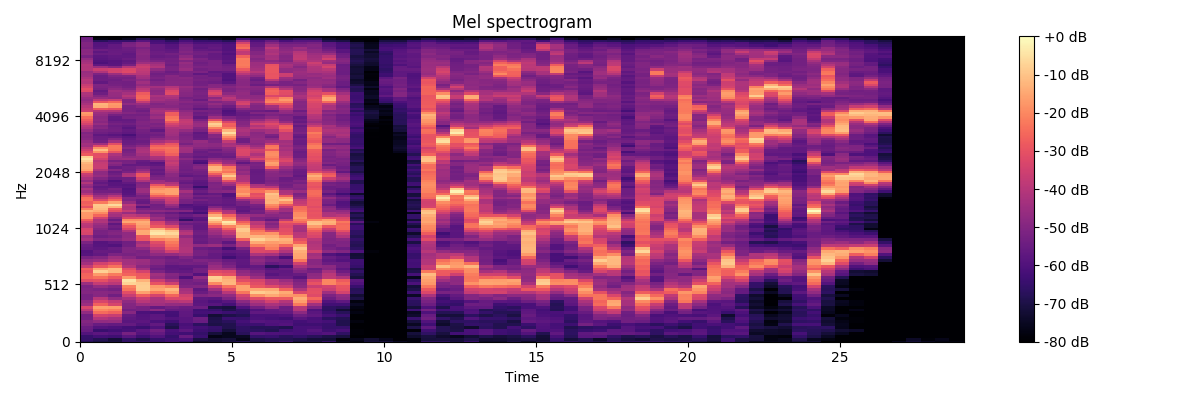 Mel spectrogram
Hz
8192
4096
2048
1024
512
0
0 5 10 15 20 25
Time
+0 dB
-10 dB
-20 dB
-30 dB
-40 dB
-50 dB
-60 dB
-70 dB
-80 dB